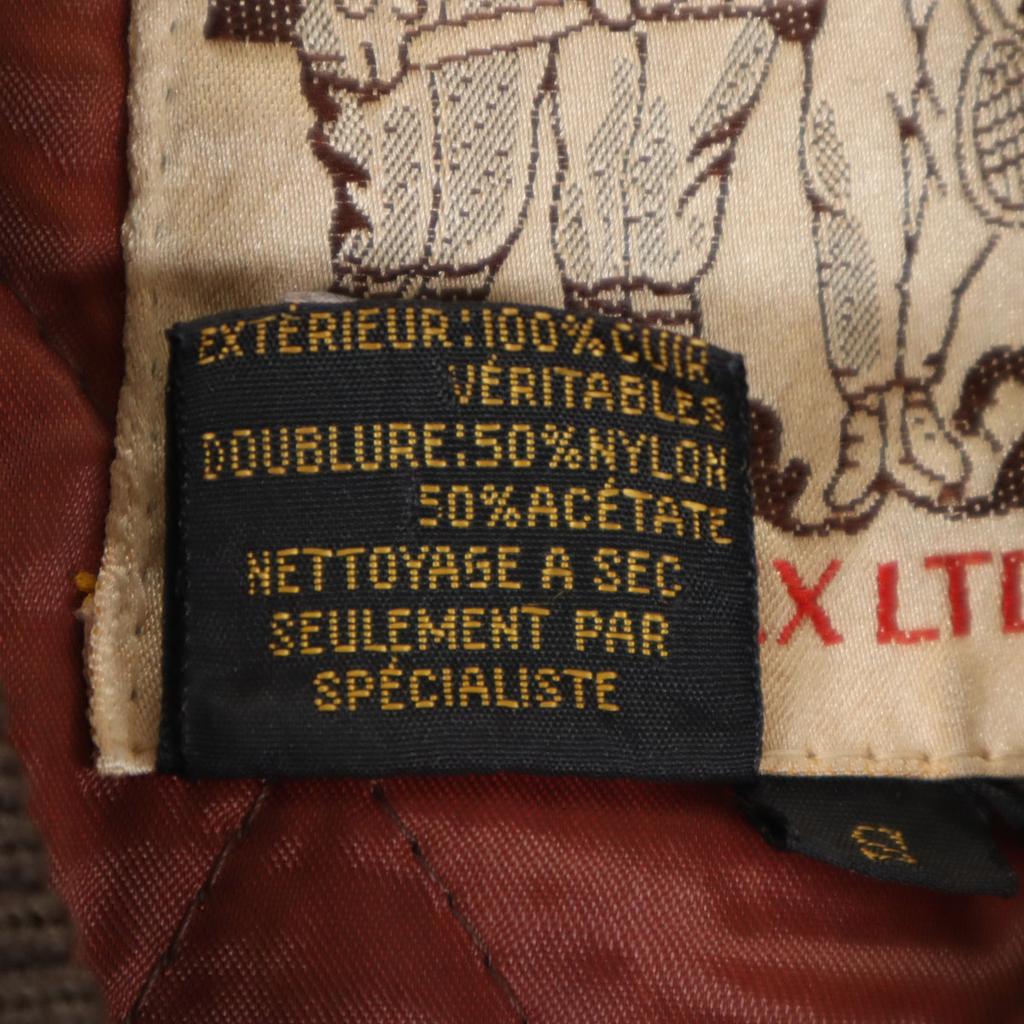 EXTÉRIEUR:100%CUIR
VÉRITABLES
DOUBLURE:50%NYLON
50%ACÉTATE
NETTOYAGE A SEC
SEULEMENT PAR
SPÉCIALISTE
X LTD